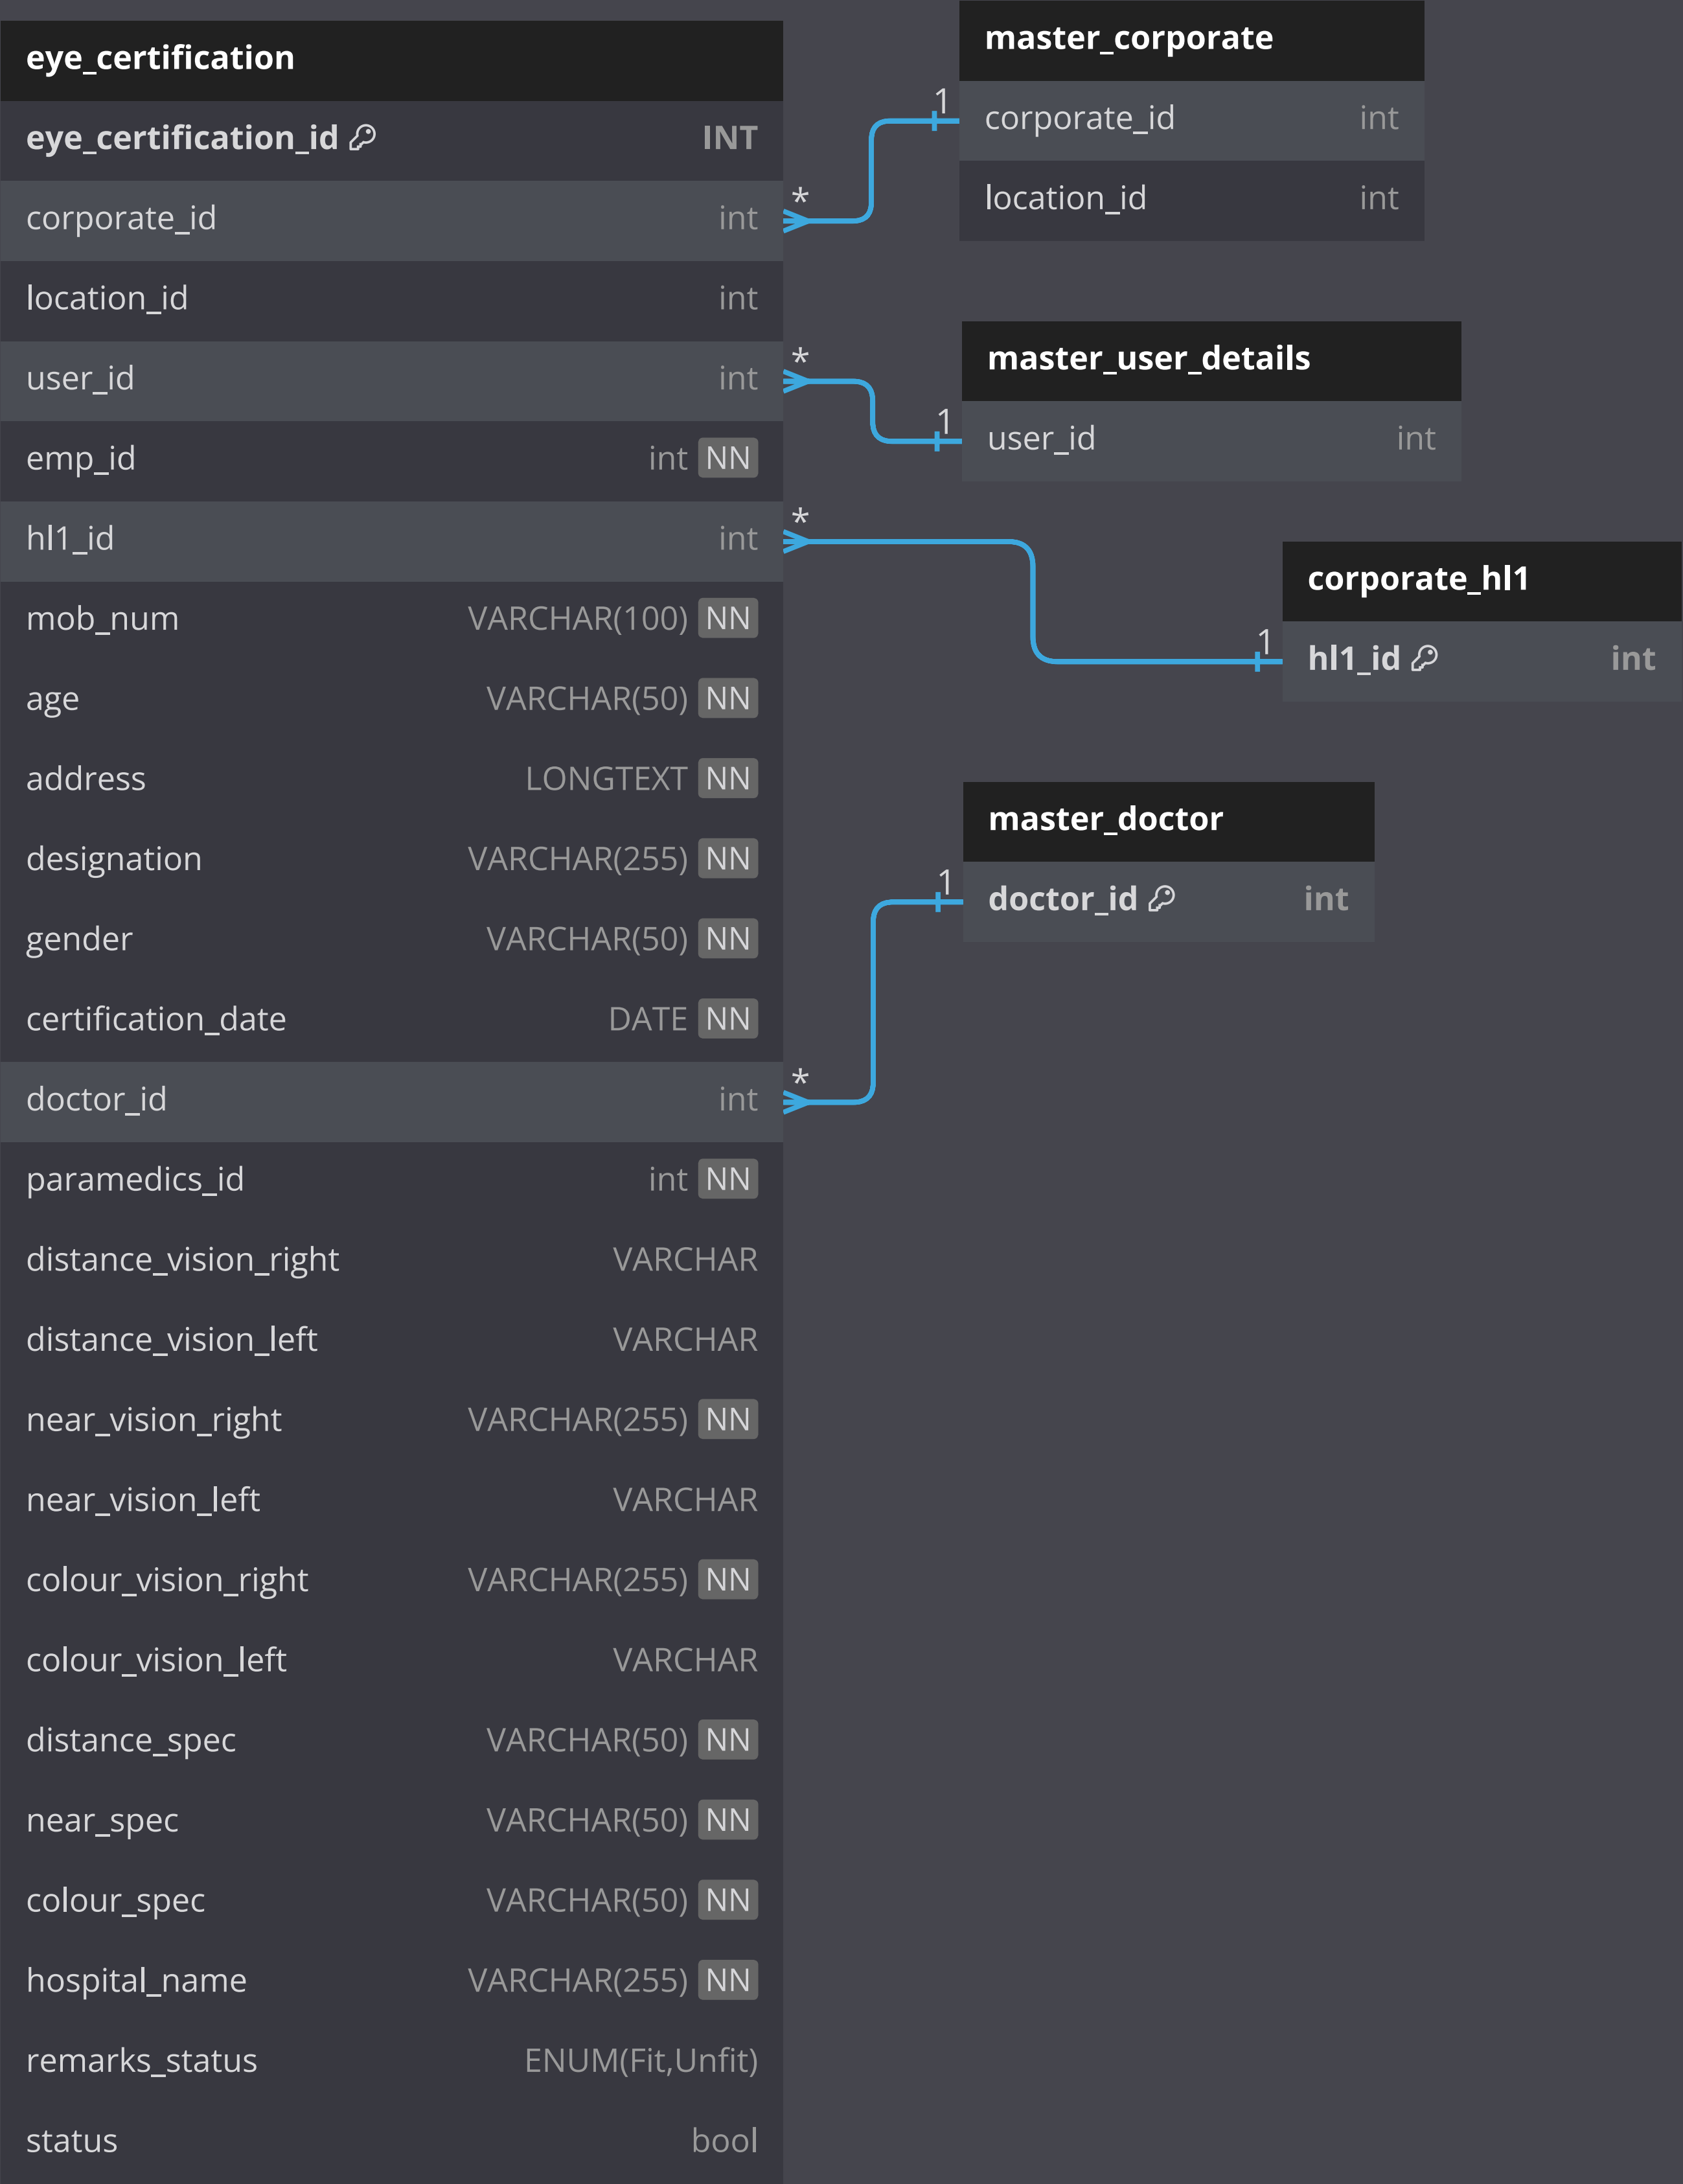 eye_certification
eye_certification_id INT
corporate_id int
location_id int
user_id int
emp_id int NN
hl1_id int
mob_num VARCHAR(100) NN
age VARCHAR(50) NN
address LONGTEXT NN
designation VARCHAR(255) NN
gender VARCHAR(50) NN
certification_date DATE NN
doctor_id int
paramedics_id int NN
distance_vision_right VARCHAR
distance_vision_left VARCHAR
near_vision_right VARCHAR(255) NN
near_vision_left VARCHAR
colour_vision_right VARCHAR(255) NN
colour_vision_left VARCHAR
distance_spec VARCHAR(50) NN
near_spec VARCHAR(50) NN
colour_spec VARCHAR(50) NN
hospital_name VARCHAR(255) NN
remarks_status ENUM(Fit,Unfit)
status bool
* 1
master_corporate
corporate_id int
location_id int
* 1
master_user_details
user_id int
* 1
corporate_hl1
hl1_id int
* 1
master_doctor
doctor_id int